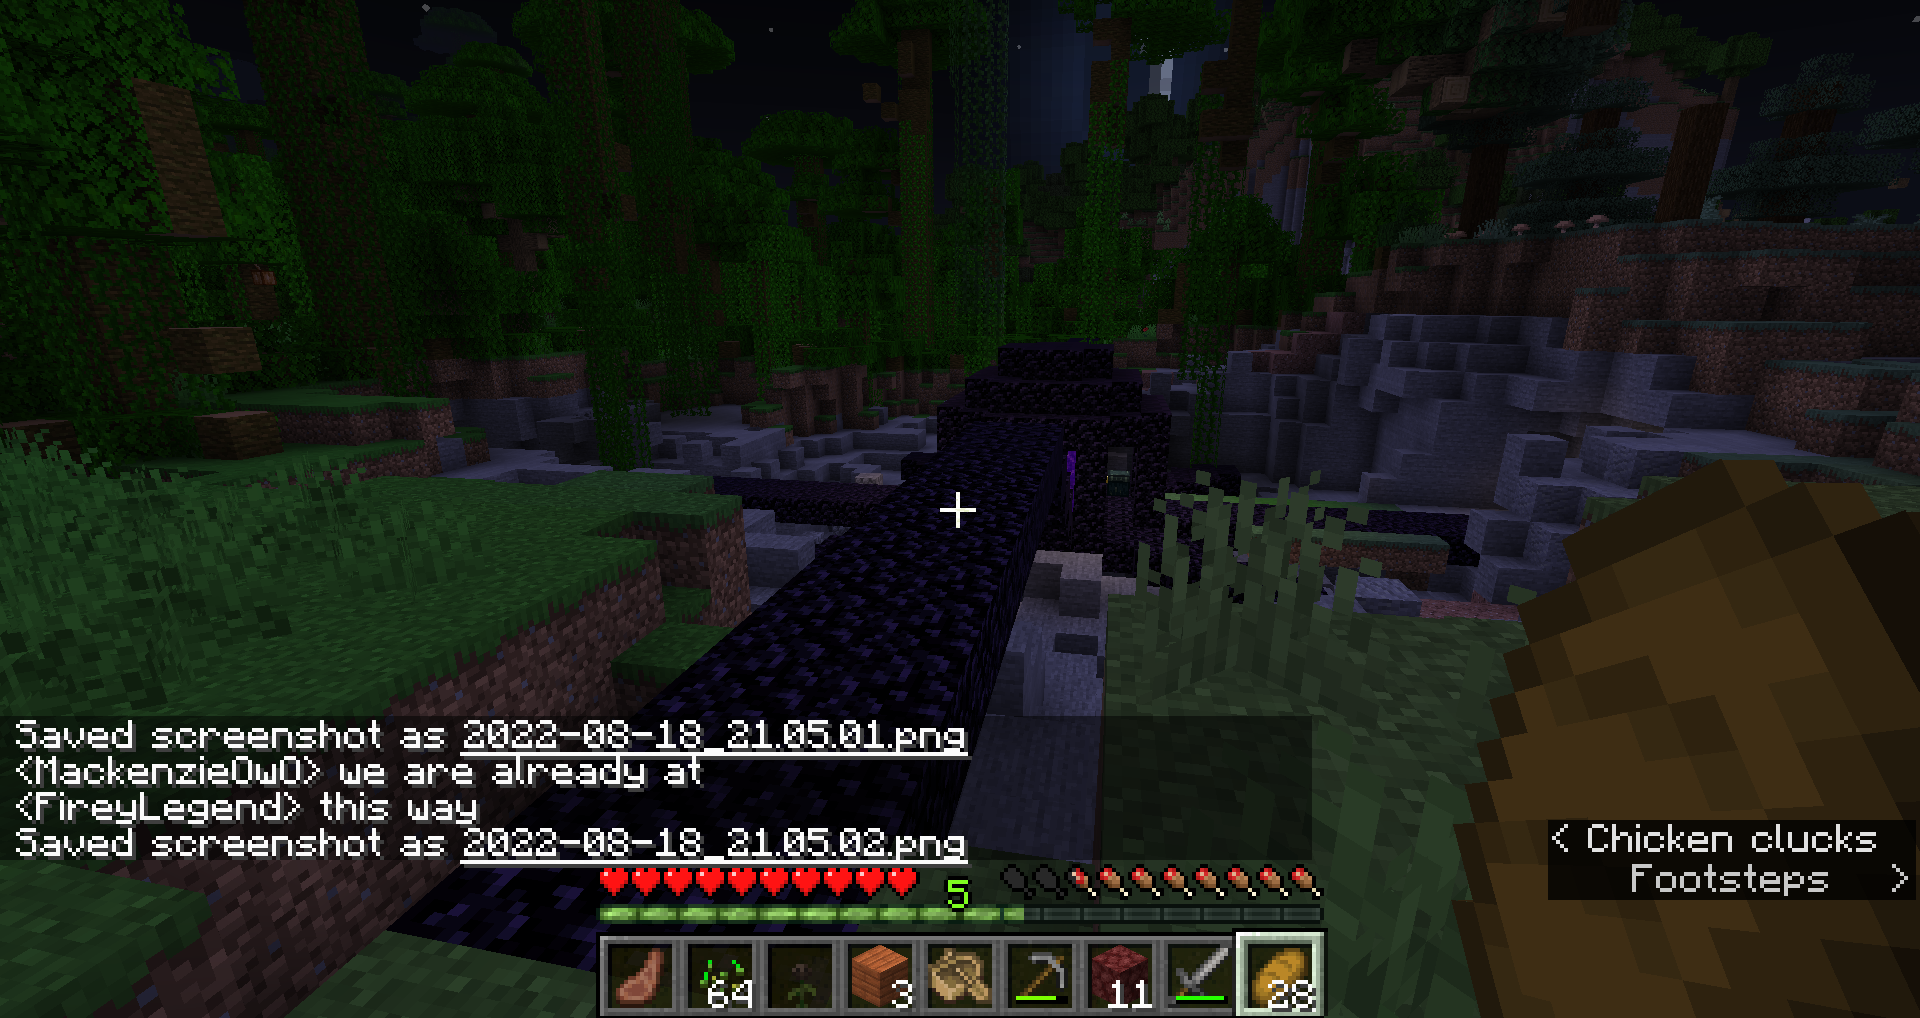 Saved screenshot as 2022-08-18_21.05.01.png
<MackenzieOwO> we are already at
<FireyLegend> this way
Saved screenshot as 2022-08-18_21.05.02.png
< Chicken clucks
Footsteps >
5
64
3
11
28